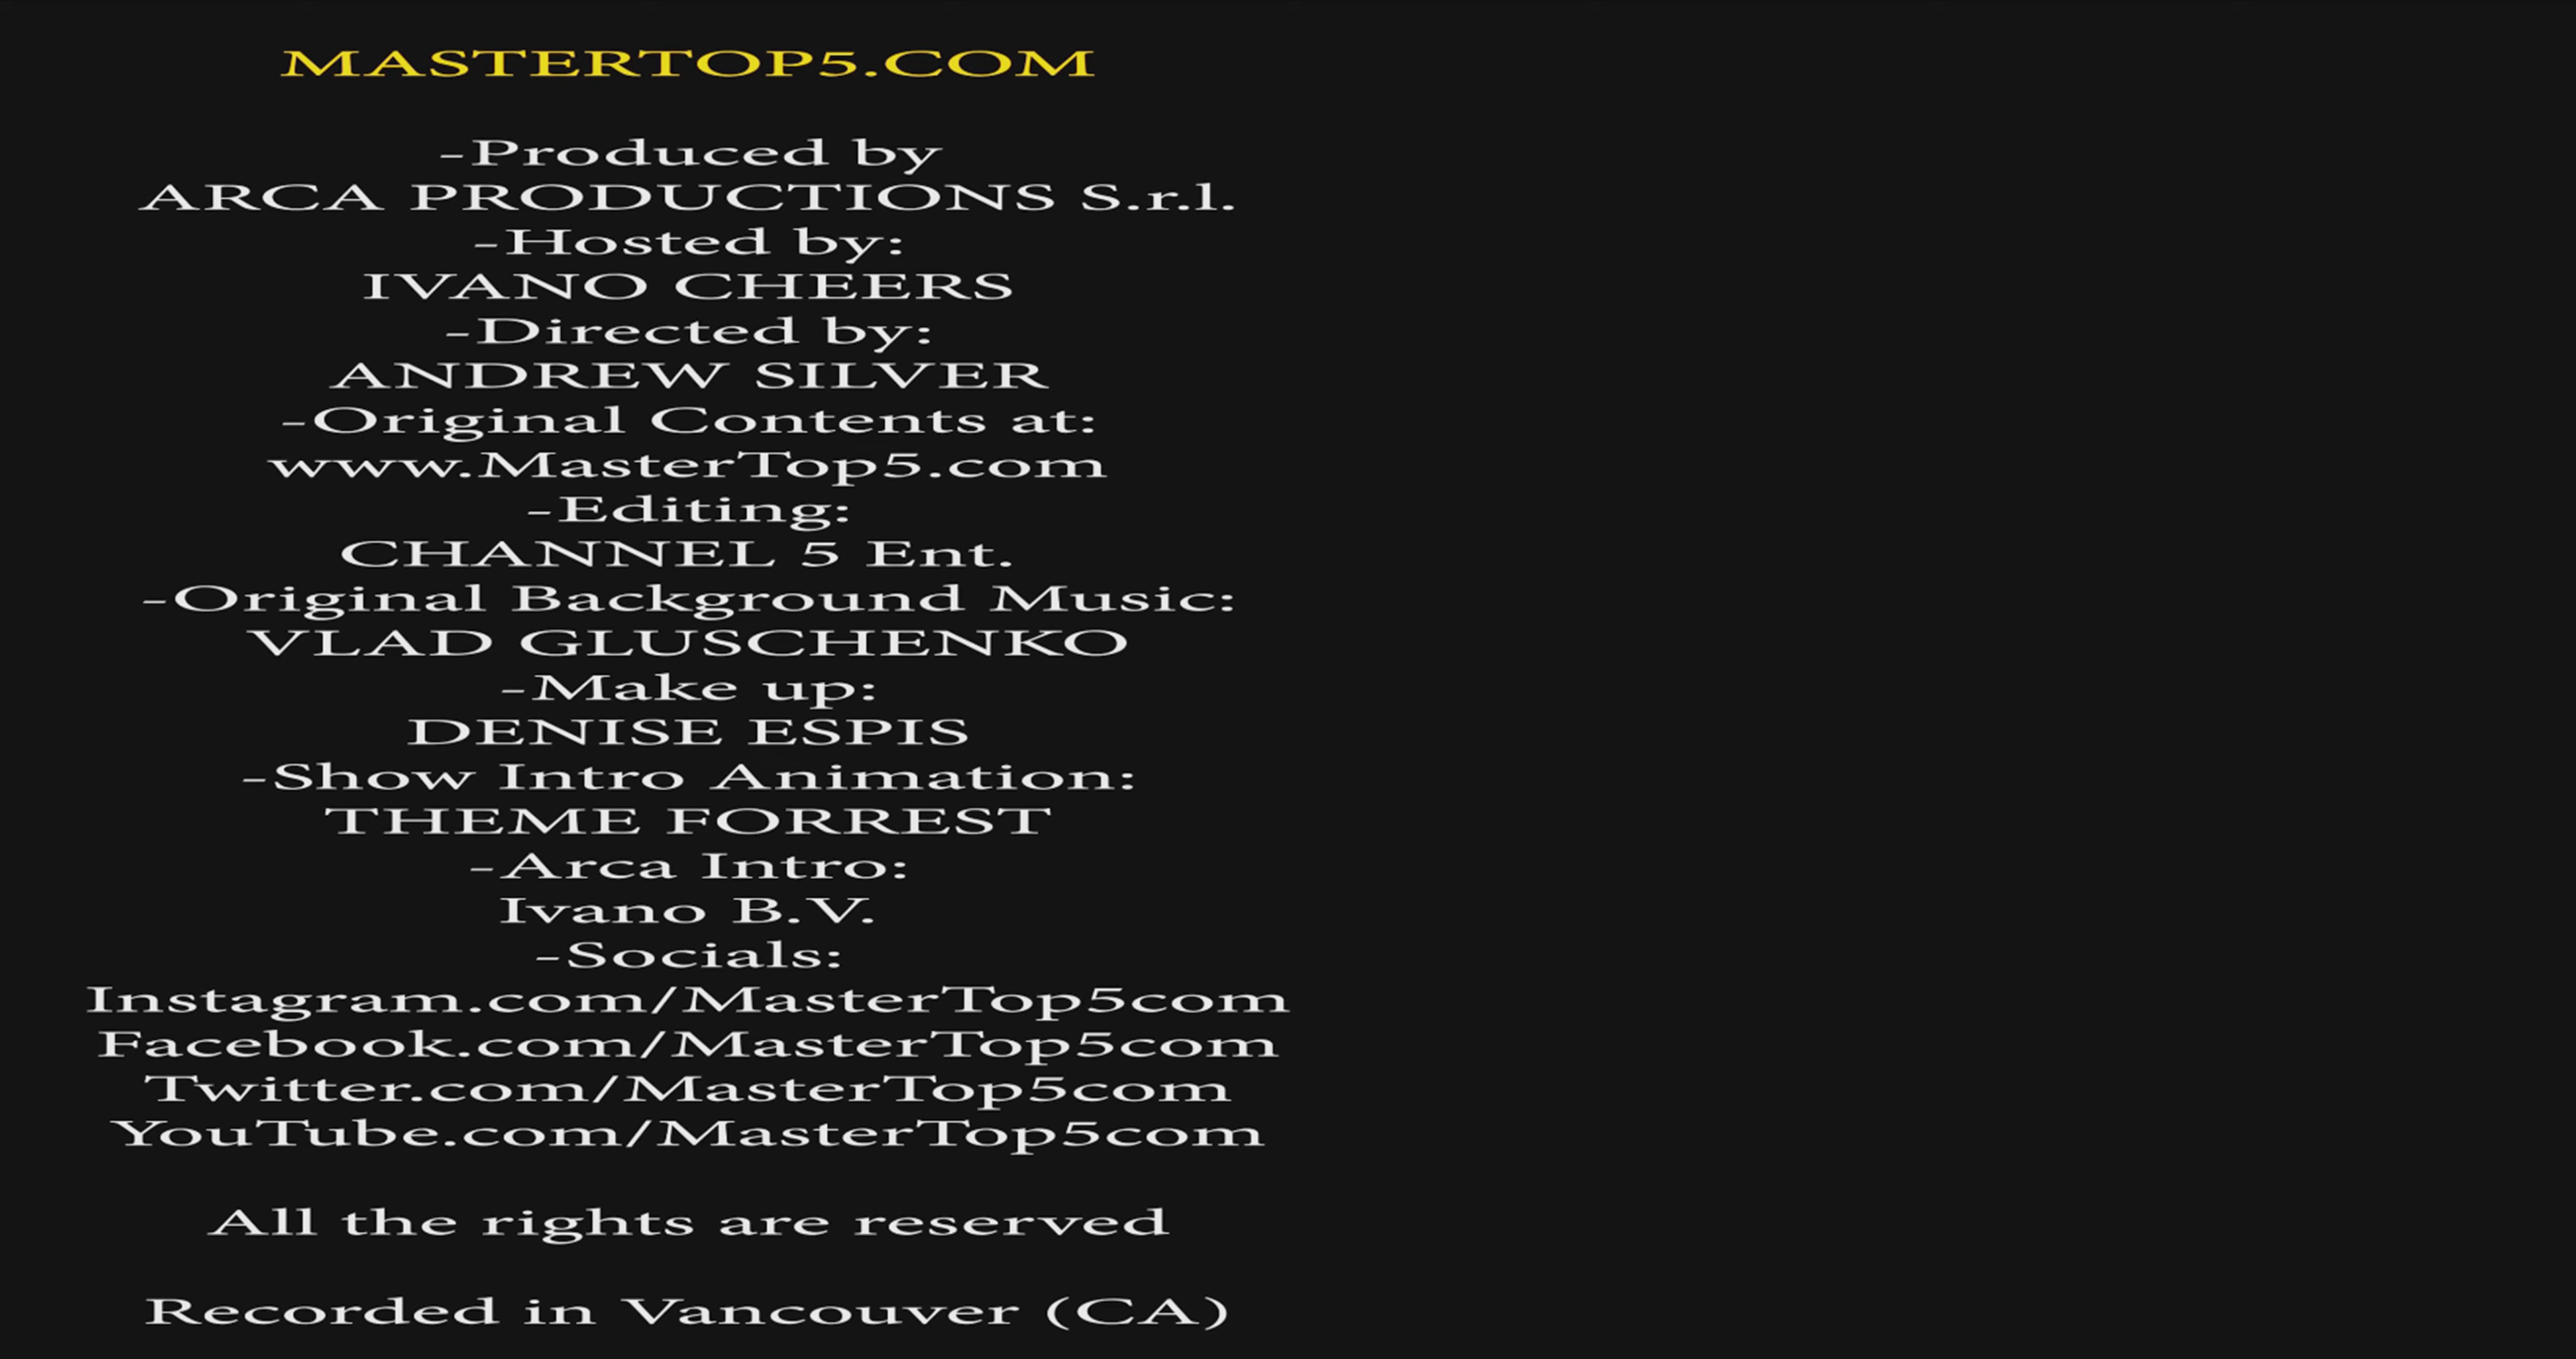 MASTERTOP5.COM
-Produced by
ARCA PRODUCTIONS S.r.l.
-Hosted by:
IVANO CHEERS
-Directed by:
ANDREW SILVER
-Original Contents at:
www.MasterTop5.com
-Editing:
CHANNEL 5 Ent.
-Original Background Music:
VLAD GLUSCHENKO
-Make up:
DENISE ESPIS
-Show Intro Animation:
THEME FORREST
-Arca Intro:
Ivano B.V.
-Socials:
Instagram.com/MasterTop5com
Facebook.com/MasterTop5com
Twitter.com/MasterTop5com
YouTube.com/MasterTop5com
All the rights are reserved
Recorded in Vancouver (CA)